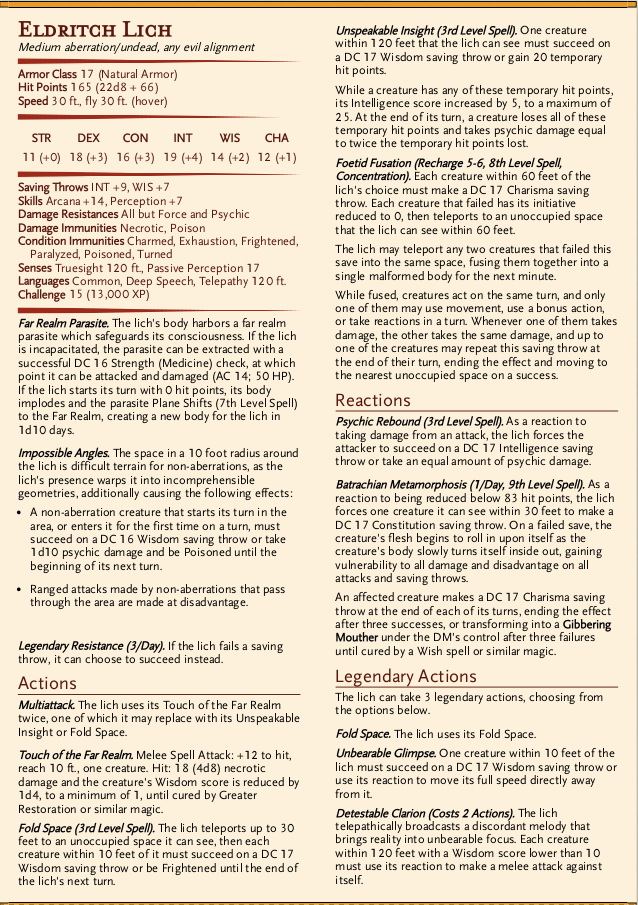 Eldritch Lich
Medium aberration/undead, any evil alignment
Armor Class 17 (Natural Armor)
Hit Points 165 (22d8 + 66)
Speed 30 ft., fly 30 ft. (hover)
STR DEX CON INT WIS CHA
11 (+0) 18 (+3) 16 (+3) 19 (+4) 14 (+2) 12 (+1)
Saving Throws INT +9, WIS +7
Skills Arcana +14, Perception +7
Damage Resistances All but Force and Psychic
Damage Immunities Necrotic, Poison
Condition Immunities Charmed, Exhaustion, Frightened,
Paralyzed, Poisoned, Turned
Senses Truesight 120 ft., Passive Perception 17
Languages Common, Deep Speech, Telepathy 120 ft.
Challenge 15 (13,000 XP)
Far Realm Parasite. The lich's body harbors a far realm
parasite which safeguards its consciousness. If the lich
is incapacitated, the parasite can be extracted with a
successful DC 16 Strength (Medicine) check, at which
point it can be attacked and damaged (AC 14; 50 HP).
If the lich starts its turn with 0 hit points, its body
implodes and the parasite Plane Shifts (7th Level Spell)
to the Far Realm, creating a new body for the lich in
1d10 days.
Impossible Angles. The space in a 10 foot radius around
the lich is difficult terrain for non-aberrations, as the
lich's presence warps it into incomprehensible
geometries, additionally causing the following effects:
• A non-aberration creature that starts its turn in the
area, or enters it for the first time on a turn, must
succeed on a DC 16 Wisdom saving throw or take
1d10 psychic damage and be Poisoned until the
beginning of its next turn.
• Ranged attacks made by non-aberrations that pass
through the area are made at disadvantage.
Legendary Resistance (3/Day). If the lich fails a saving
throw, it can choose to succeed instead.
Actions
Multiattack. The lich uses its Touch of the Far Realm
twice, one of which it may replace with its Unspeakable
Insight or Fold Space.
Touch of the Far Realm. Melee Spell Attack: +12 to hit,
reach 10 ft., one creature. Hit: 18 (4d8) necrotic
damage and the creature's Wisdom score is reduced by
1d4, to a minimum of 1, until cured by Greater
Restoration or similar magic.
Fold Space (3rd Level Spell). The lich teleports up to 30
feet to an unoccupied space it can see, then each
creature within 10 feet of it must succeed on a DC 17
Wisdom saving throw or be Frightened until the end of
the lich's next turn.
Unspeakable Insight (3rd Level Spell). One creature
within 120 feet that the lich can see must succeed on
a DC 17 Wisdom saving throw or gain 20 temporary
hit points.
While a creature has any of these temporary hit points,
its Intelligence score increased by 5, to a maximum of
25. At the end of its turn, a creature loses all of these
temporary hit points and takes psychic damage equal
to twice the temporary hit points lost.
Foetid Fusation (Recharge 5-6, 8th Level Spell,
Concentration). Each creature within 60 feet of the
lich's choice must make a DC 17 Charisma saving
throw. Each creature that failed has its initiative
reduced to 0, then teleports to an unoccupied space
that the lich can see within 60 feet.
The lich may teleport any two creatures that failed this
save into the same space, fusing them together into a
single malformed body for the next minute.
While fused, creatures act on the same turn, and only
one of them may use movement, use a bonus action,
or take reactions in a turn. Whenever one of them takes
damage, the other takes the same damage, and up to
one of the creatures may repeat this saving throw at
the end of their turn, ending the effect and moving to
the nearest unoccupied space on a success.
Reactions
Psychic Rebound (3rd Level Spell). As a reaction to
taking damage from an attack, the lich forces the
attacker to succeed on a DC 17 Intelligence saving
throw or take an equal amount of psychic damage.
Batrachian Metamorphosis (1/Day, 9th Level Spell). As a
reaction to being reduced below 83 hit points, the lich
forces one creature it can see within 30 feet to make a
DC 17 Constitution saving throw. On a failed save, the
creature's flesh begins to roll in upon itself as the
creature's body slowly turns itself inside out, gaining
vulnerability to all damage and disadvantage on all
attacks and saving throws.
An affected creature makes a DC 17 Charisma saving
throw at the end of each of its turns, ending the effect
after three successes, or transforming into a Gibbering
Mouther under the DM's control after three failures
until cured by a Wish spell or similar magic.
Legendary Actions
The lich can take 3 legendary actions, choosing from
the options below.
Fold Space. The lich uses its Fold Space.
Unbearable Glimpse. One creature within 10 feet of the
lich must succeed on a DC 17 Wisdom saving throw or
use its reaction to move its full speed directly away
from it.
Detestable Clarion (Costs 2 Actions). The lich
telepathically broadcasts a discordant melody that
brings reality into unbearable focus. Each creature
within 120 feet with a Wisdom score lower than 10
must use its reaction to make a melee attack against
itself.